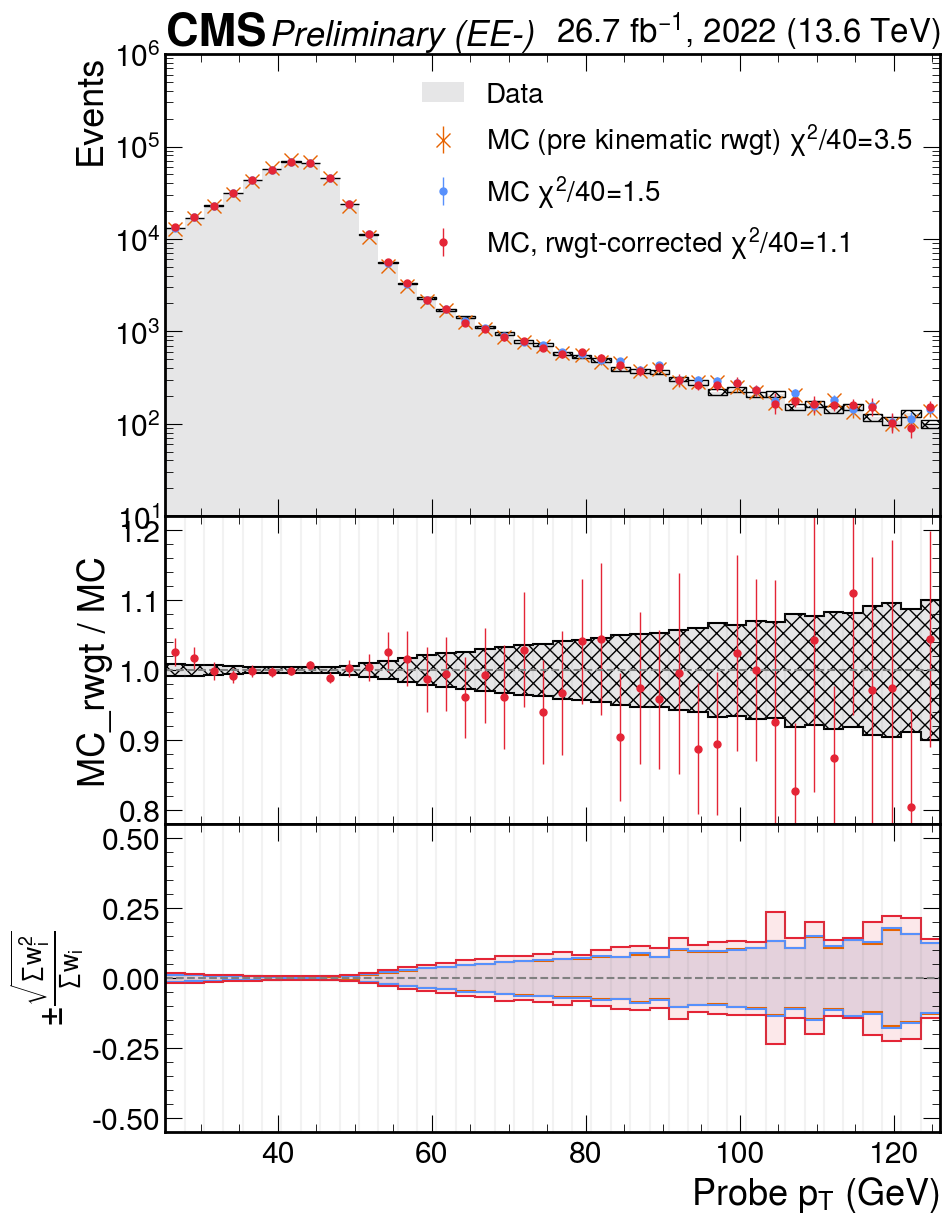 CMS Preliminary (EE-) 26.7 fb⁻¹, 2022 (13.6 TeV)
Events
10⁶
10⁵
10⁴
10³
10²
10¹
Data
MC (pre kinematic rwgt) χ²/40=3.5
MC χ²/40=1.5
MC, rwgt-corrected χ²/40=1.1
MC_rwgt / MC
1.2
1.1
1.0
0.9
0.8
± √Σwᵢ² / Σwᵢ
0.50
0.25
0.00
-0.25
-0.50
40 60 80 100 120
Probe p_T (GeV)